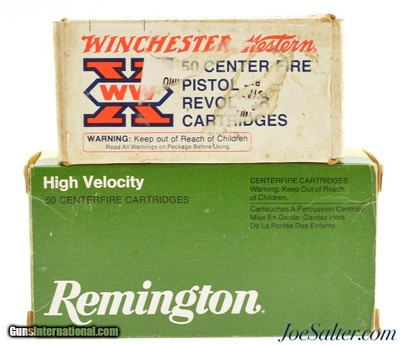 WINCHESTER Western
X
WW
50 CENTER FIRE
PISTOL
REVOLVER
CARTRIDGES
WARNING: Keep out of Reach of Children
Read All Warnings on Package Before Using.
High Velocity
50 CENTERFIRE CARTRIDGES
CENTERFIRE CARTRIDGES
Warning: Keep Out of Reach
of Children.
Cartouches A Percussion Centrale
Mise En Garde: Gardez Hors
De La Portée Des Enfants
Remington
GunsInternational.com
JoeSalter.com